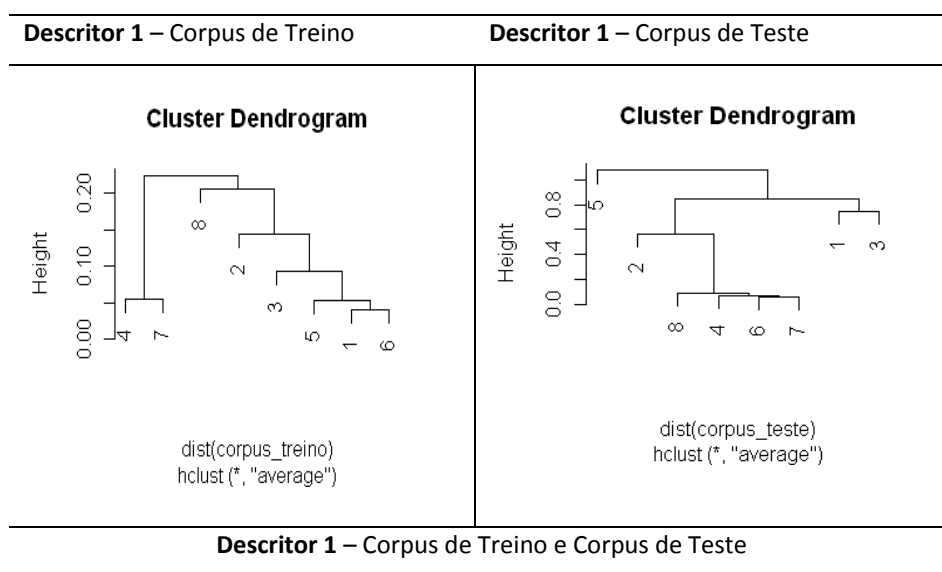 Descritor 1 – Corpus de Treino
Descritor 1 – Corpus de Teste
Cluster Dendrogram
Height
0.00 0.10 0.20
4
7
8
2
3
5
1
6
dist(corpus_treino)
hclust (*, "average")
Cluster Dendrogram
Height
0.0 0.4 0.8
5
2
8
4
6
7
1
3
dist(corpus_teste)
hclust (*, "average")
Descritor 1 – Corpus de Treino e Corpus de Teste